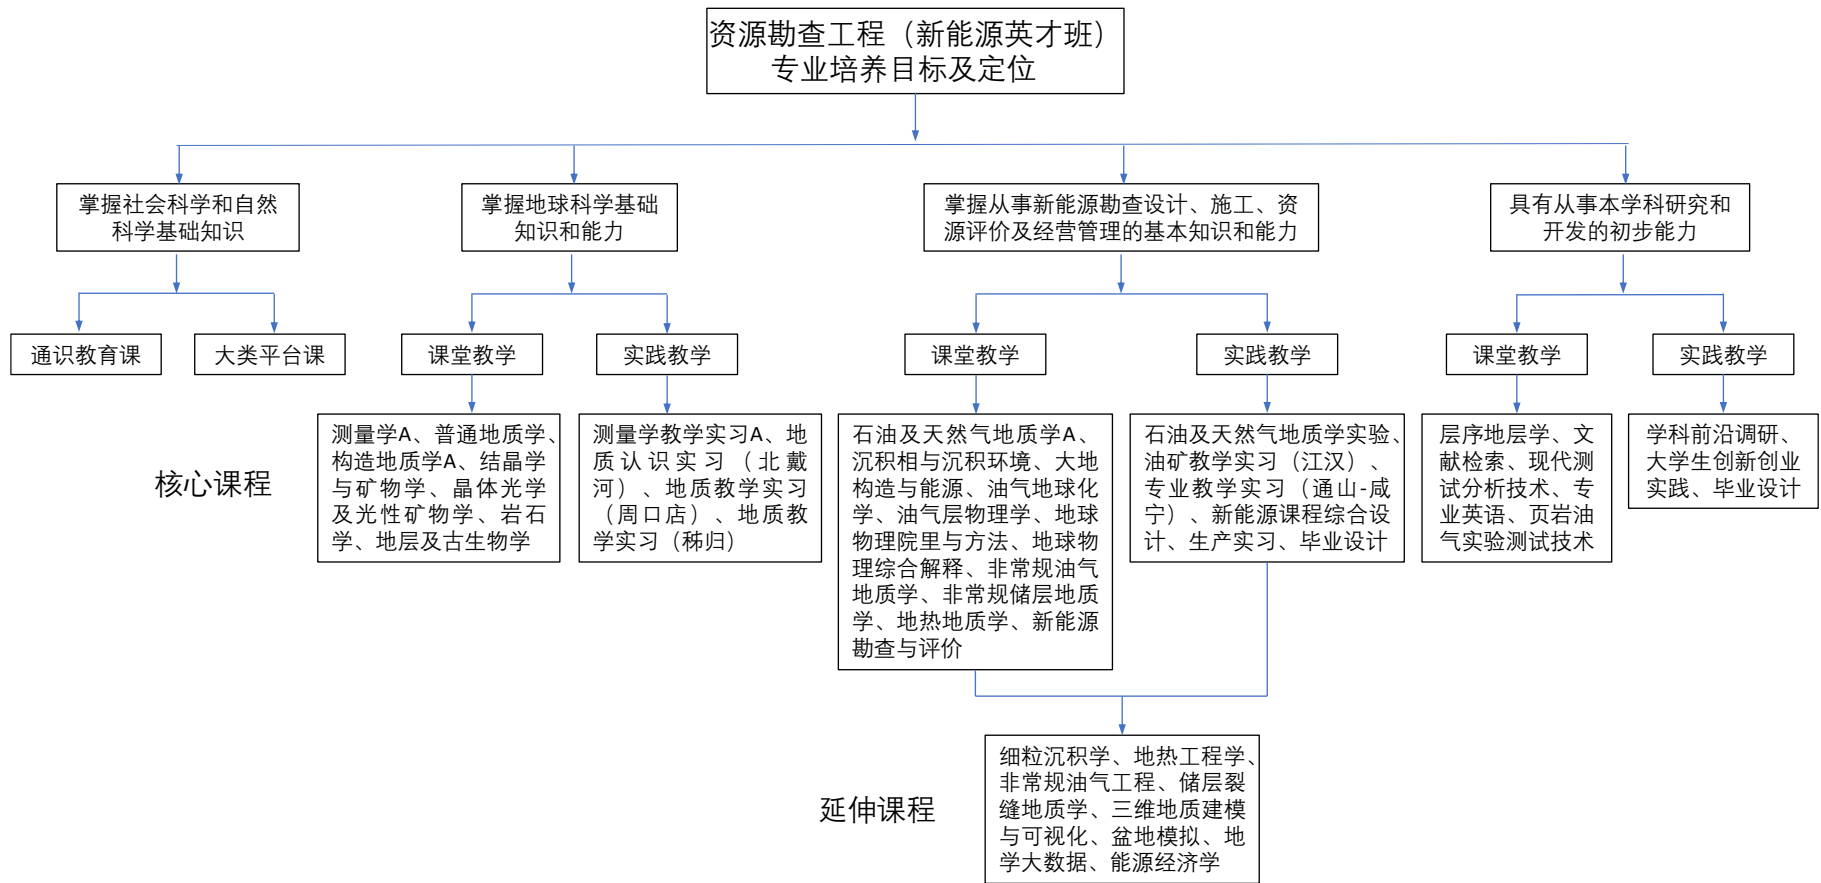 资源勘查工程（新能源英才班）
专业培养目标及定位
掌握社会科学和自然
科学基础知识
掌握地球科学基础
知识和能力
掌握从事新能源勘查设计、施工、资
源评价及经营管理的基本知识和能力
具有从事本学科研究和
开发的初步能力
通识教育课
大类平台课
课堂教学
实践教学
课堂教学
实践教学
课堂教学
实践教学
核心课程
测量学A、普通地质学、
构造地质学A、结晶学
与矿物学、晶体光学
及光性矿物学、岩石
学、地层及古生物学
测量学教学实习A、地
质认识实习（北戴
河）、地质教学实习
（周口店）、地质教
学实习（秭归）
石油及天然气地质学A、
沉积相与沉积环境、大地
构造与能源、油气地球化
学、油气层物理学、地球
物理院里与方法、地球物
理综合解释、非常规油气
地质学、非常规储层地质
学、地热地质学、新能源
勘查与评价
石油及天然气地质学实验、
油矿教学实习（江汉）、
专业教学实习（通山-咸
宁）、新能源课程综合设
计、生产实习、毕业设计
层序地层学、文
献检索、现代测
试分析技术、专
业英语、页岩油
气实验测试技术
学科前沿调研、
大学生创新创业
实践、毕业设计
延伸课程
细粒沉积学、地热工程学、
非常规油气工程、储层裂
缝地质学、三维地质建模
与可视化、盆地模拟、地
学大数据、能源经济学